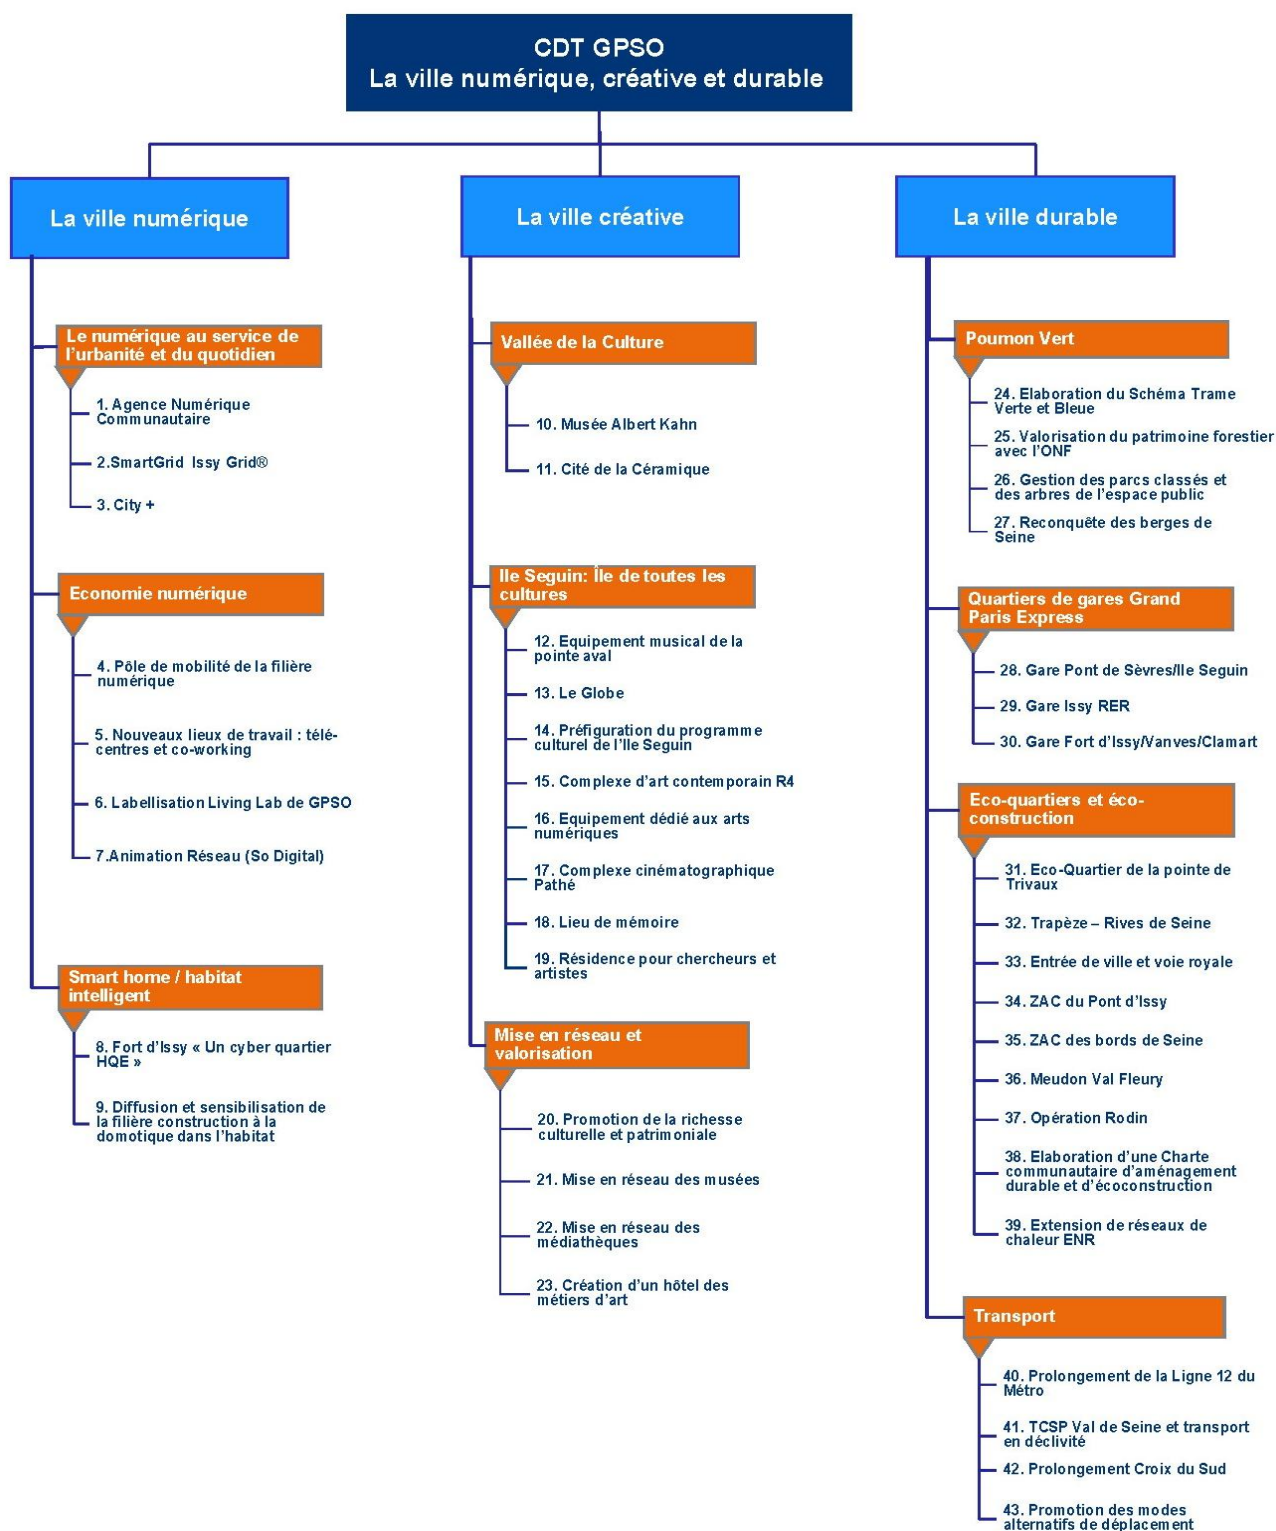 CDT GPSO
La ville numérique, créative et durable
La ville numérique
Le numérique au service de
l'urbanité et du quotidien
1. Agence Numérique
Communautaire
2.SmartGrid Issy Grid®
3. City +
Economie numérique
4. Pôle de mobilité de la filière
numérique
5. Nouveaux lieux de travail : télé-
centres et co-working
6. Labellisation Living Lab de GPSO
7.Animation Réseau (So Digital)
Smart home / habitat
intelligent
8. Fort d'Issy « Un cyber quartier
HQE »
9. Diffusion et sensibilisation de
la filière construction à la
domotique dans l'habitat
La ville créative
Vallée de la Culture
10. Musée Albert Kahn
11. Cité de la Céramique
Ile Seguin: Île de toutes les
cultures
12. Equipement musical de la
pointe aval
13. Le Globe
14. Préfiguration du programme
culturel de l'Ile Seguin
15. Complexe d'art contemporain R4
16. Equipement dédié aux arts
numériques
17. Complexe cinématographique
Pathé
18. Lieu de mémoire
19. Résidence pour chercheurs et
artistes
Mise en réseau et
valorisation
20. Promotion de la richesse
culturelle et patrimoniale
21. Mise en réseau des musées
22. Mise en réseau des
médiathèques
23. Création d'un hôtel des
métiers d'art
La ville durable
Poumon Vert
24. Elaboration du Schéma Trame
Verte et Bleue
25. Valorisation du patrimoine forestier
avec l'ONF
26. Gestion des parcs classés et
des arbres de l'espace public
27. Reconquête des berges de
Seine
Quartiers de gares Grand
Paris Express
28. Gare Pont de Sèvres/Ile Seguin
29. Gare Issy RER
30. Gare Fort d'Issy/Vanves/Clamart
Eco-quartiers et éco-
construction
31. Eco-Quartier de la pointe de
Trivaux
32. Trapèze – Rives de Seine
33. Entrée de ville et voie royale
34. ZAC du Pont d'Issy
35. ZAC des bords de Seine
36. Meudon Val Fleury
37. Opération Rodin
38. Elaboration d'une Charte
communautaire d'aménagement
durable et d'écoconstruction
39. Extension de réseaux de
chaleur ENR
Transport
40. Prolongement de la Ligne 12 du
Métro
41. TCSP Val de Seine et transport
en déclivité
42. Prolongement Croix du Sud
43. Promotion des modes
alternatifs de déplacement